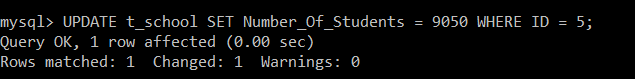 mysql> UPDATE t_school SET Number_Of_Students = 9050 WHERE ID = 5;
Query OK, 1 row affected (0.00 sec)
Rows matched: 1  Changed: 1  Warnings: 0